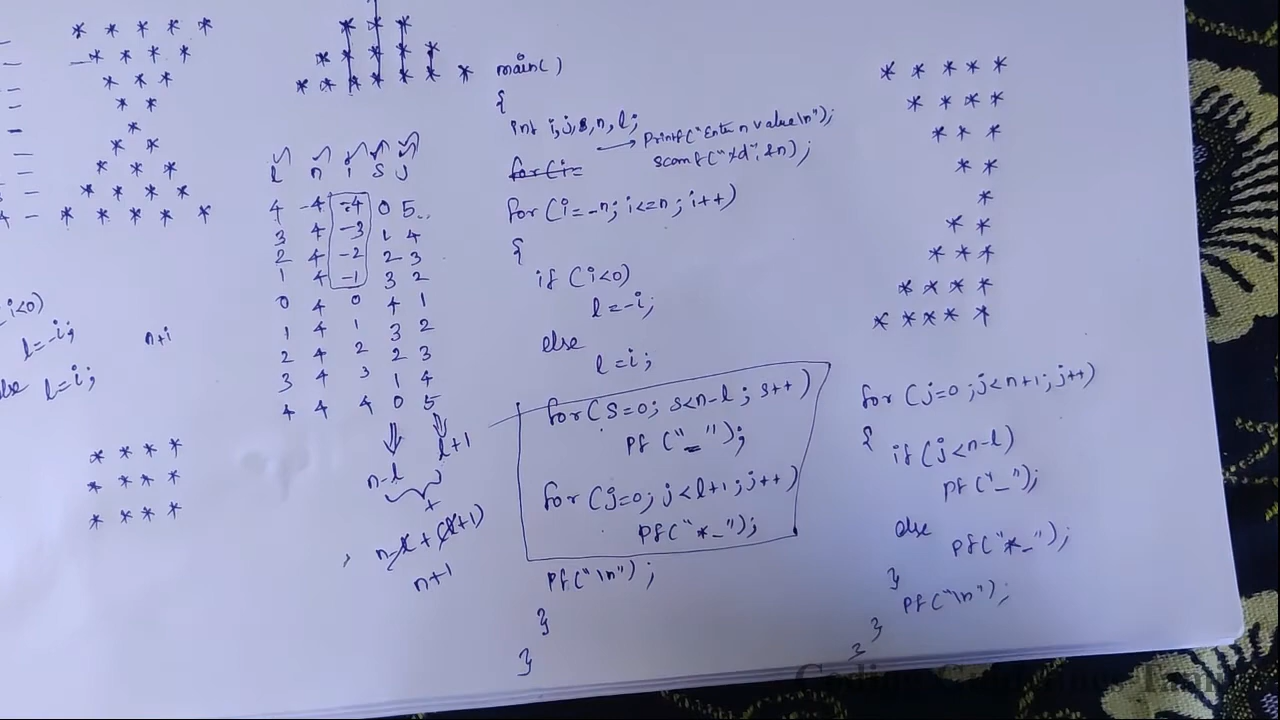 * * * * *
* * * *
* * *
* *
*
* *
* * *
* * * *
4 - * * * * *
i<0)
l=-i;
n+i
else l=i;
* * * *
* * * *
* * * *
* * *
* * * * *
* * * * * * *
l n i s j
4 -4 -4 0 5..
3 4 -3 1 4
2 4 -2 2 3
1 4 -1 3 2
0 4 0 4 1
1 4 1 3 2
2 4 2 2 3
3 4 3 1 4
4 4 4 0 5
n-l l+1
+
n-l+(l+1)
n+1
main()
{
int i,j,s,n,l;
Printf("Enter n value\n");
scanf("%d",&n);
for(i=
for(i=-n; i<=n; i++)
{
if (i<0)
l=-i;
else
l=i;
for(s=0; s<n-l; s++)
pf("_");
for(j=0; j<l+1; j++)
pf("*_");
pf("\n");
}
}
* * * * *
* * * *
* * *
* *
*
* *
* * *
* * * *
* * * * *
for(j=0; j<n+1; j++)
{
if(j<n-l)
pf("_");
else
pf("*_");
}
pf("\n");
}
}